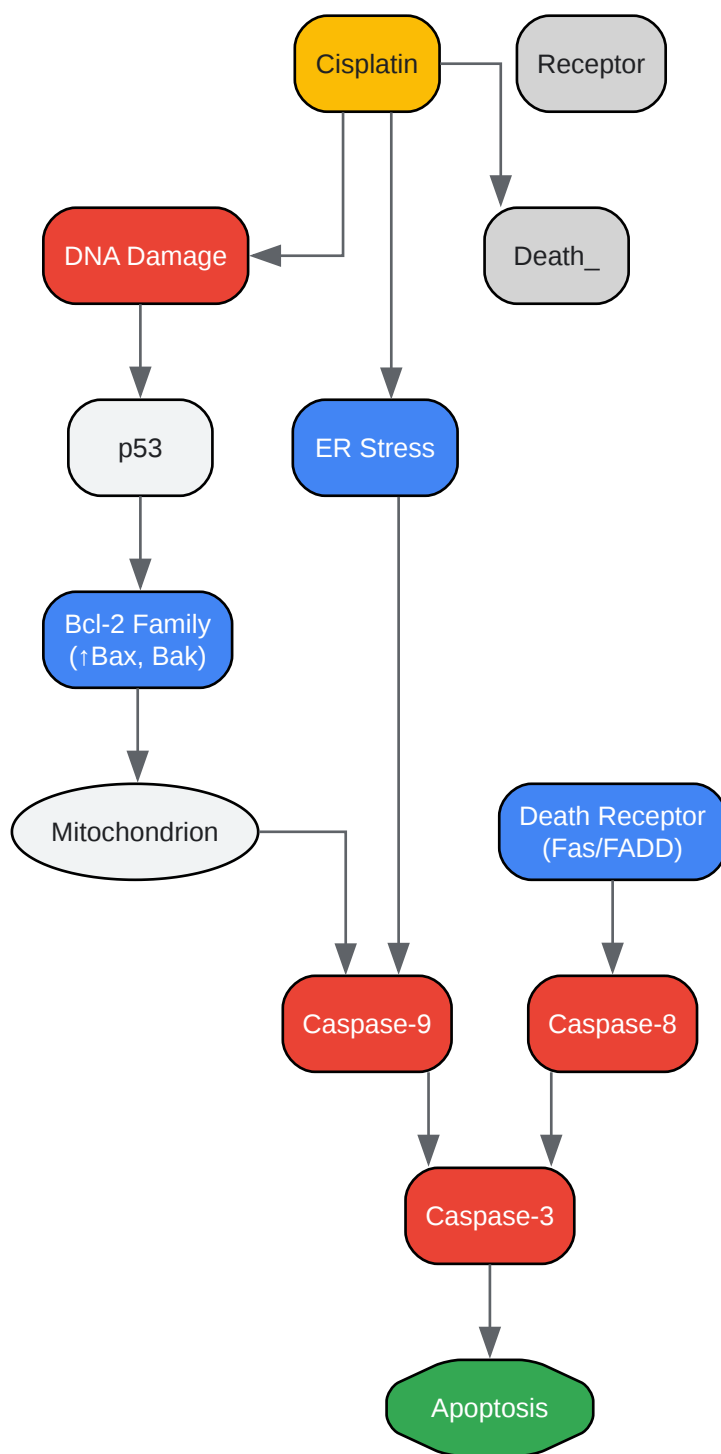 Cisplatin
Receptor
DNA Damage
Death_
p53
ER Stress
Bcl-2 Family
(↑Bax, Bak)
Mitochondrion
Death Receptor
(Fas/FADD)
Caspase-9
Caspase-8
Caspase-3
Apoptosis